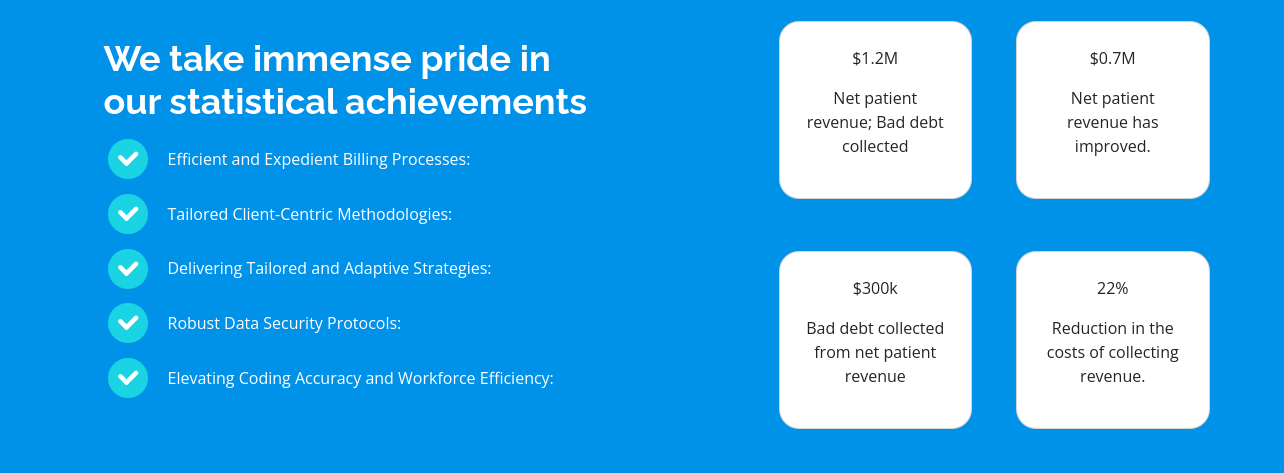 We take immense pride in
our statistical achievements
Efficient and Expedient Billing Processes:
Tailored Client-Centric Methodologies:
Delivering Tailored and Adaptive Strategies:
Robust Data Security Protocols:
Elevating Coding Accuracy and Workforce Efficiency:
$1.2M
Net patient
revenue; Bad debt
collected
$0.7M
Net patient
revenue has
improved.
$300k
Bad debt collected
from net patient
revenue
22%
Reduction in the
costs of collecting
revenue.